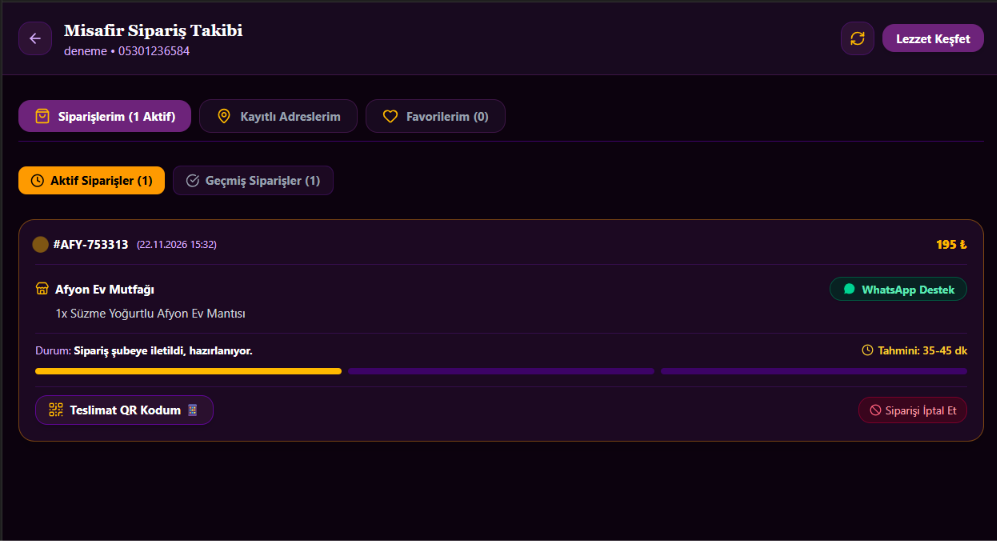 Misafir Sipariş Takibi
deneme • 05301236584
Lezzet Keşfet
Siparişlerim (1 Aktif)
Kayıtlı Adreslerim
Favorilerim (0)
Aktif Siparişler (1)
Geçmiş Siparişler (1)
#AFY-753313 (22.11.2026 15:32)
195 ₺
Afyon Ev Mutfağı
WhatsApp Destek
1x Süzme Yoğurtlu Afyon Ev Mantısı
Durum: Sipariş şubeye iletildi, hazırlanıyor.
Tahmini: 35-45 dk
Teslimat QR Kodum
Siparişi İptal Et